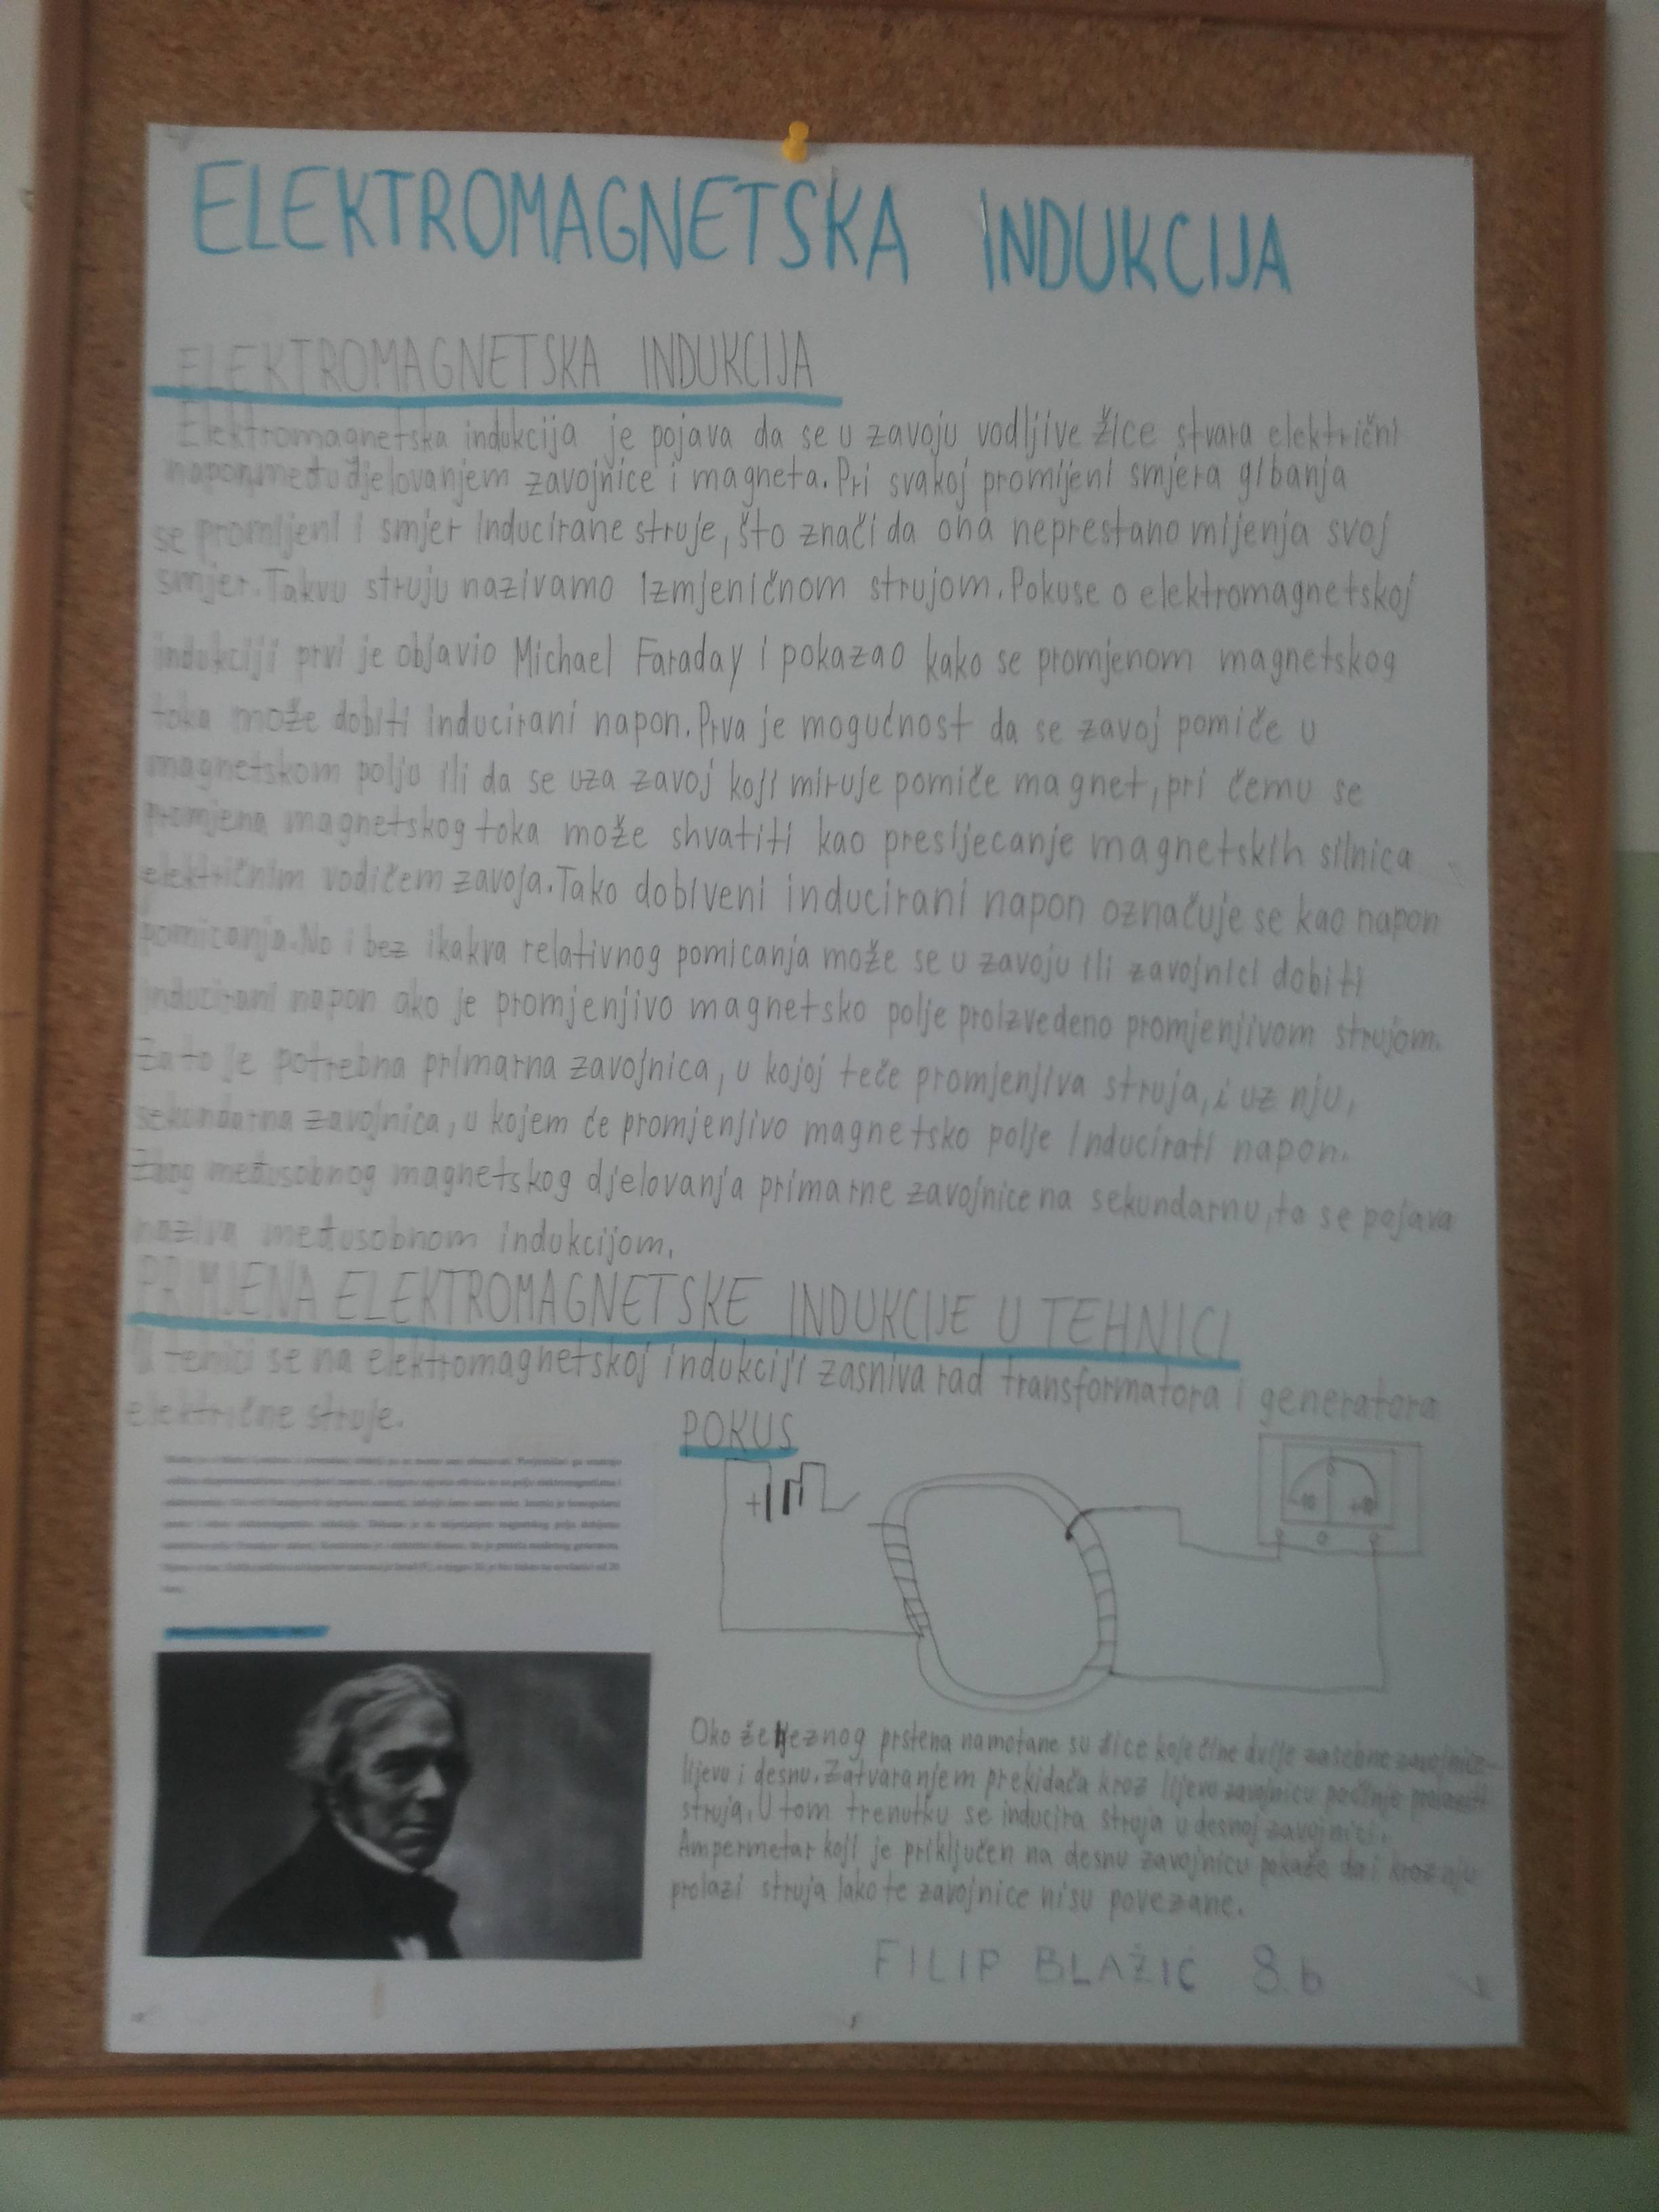 ELEKTROMAGNETSKA INDUKCIJA
ELEKTROMAGNETSKA INDUKCIJA
Elektromagnetska indukcija je pojava da se u zavoju vodljive žice stvara električni
napon međudjelovanjem zavojnice i magneta. Pri svakoj promijeni smjera gibanja
se promijeni i smjer inducirane struje, što znači da ona neprestano mijenja svoj
smjer. Takvu struju nazivamo izmjeničnom strujom. Pokuse o elektromagnetskoj
indukciji prvi je objavio Michael Faraday i pokazao kako se promjenom magnetskog
toka može dobiti inducirani napon. Prva je mogućnost da se zavoj pomiče u
magnetskom polju ili da se uza zavoj koji miruje pomiče magnet, pri čemu se
promjena magnetskog toka može shvatiti kao presijecanje magnetskih silnica
električnim vodičem zavoja. Tako dobiveni inducirani napon označuje se kao napon
pomicanja. No i bez ikakva relativnog pomicanja može se u zavoju ili zavojnici dobiti
inducirani napon ako je promjenjivo magnetsko polje proizvedeno promjenjivom strujom.
Zato je potrebna primarna zavojnica, u kojoj teče promjenjiva struja, i uz nju,
sekundarna zavojnica, u kojem će promjenjivo magnetsko polje inducirati napon.
Zbog međusobnog magnetskog djelovanja primarne zavojnice na sekundarnu, ta se pojava
naziva međusobnom indukcijom.
PRIMJENA ELEKTROMAGNETSKE INDUKCIJE U TEHNICI
U tehici se na elektromagnetskoj indukciji zasniva rad transformatora i generatora
električne struje.
POKUS
+
-10 +10
0
Oko željeznog prstena namotane su žice koje čine dvije zasebne zavojnice
lijevo i desnu. Zatvaranjem prekidača kroz lijevo zavojnicu počinje prolaziti
struja. U tom trenutku se inducira struja u desnoj zavojnici.
Ampermetar koji je priključen na desnu zavojnicu pokaže da i kroz nju
prolazi struja iako te zavojnice nisu povezane.
FILIP BLAŽIĆ 8.b